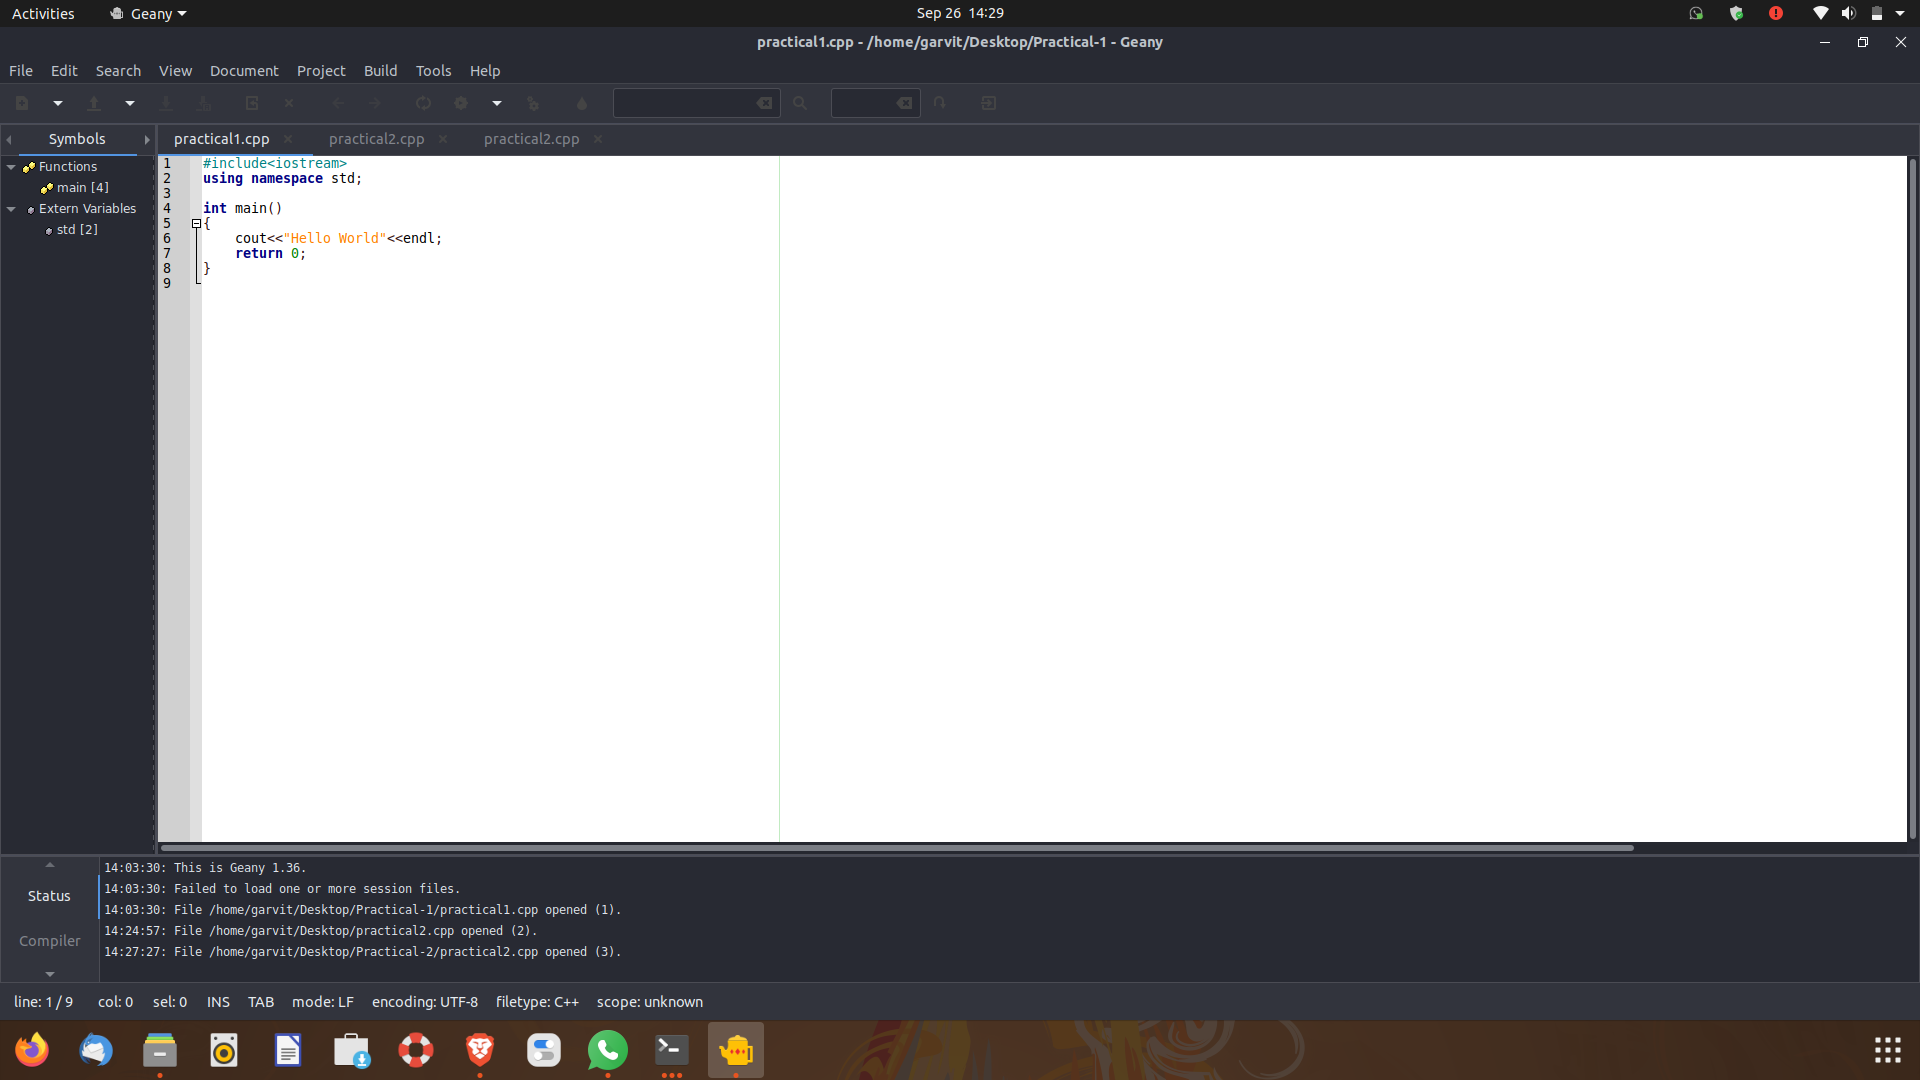 Activities Geany Sep 26 14:29
practical1.cpp - /home/garvit/Desktop/Practical-1 - Geany
File Edit Search View Document Project Build Tools Help
Symbols practical1.cpp practical2.cpp practical2.cpp
Functions
main [4]
Extern Variables
std [2]
1 #include<iostream>
2 using namespace std;
3
4 int main()
5 {
6 cout<<"Hello World"<<endl;
7 return 0;
8 }
9
Status
Compiler
14:03:30: This is Geany 1.36.
14:03:30: Failed to load one or more session files.
14:03:30: File /home/garvit/Desktop/Practical-1/practical1.cpp opened (1).
14:24:57: File /home/garvit/Desktop/practical2.cpp opened (2).
14:27:27: File /home/garvit/Desktop/Practical-2/practical2.cpp opened (3).
line: 1 / 9 col: 0 sel: 0 INS TAB mode: LF encoding: UTF-8 filetype: C++ scope: unknown